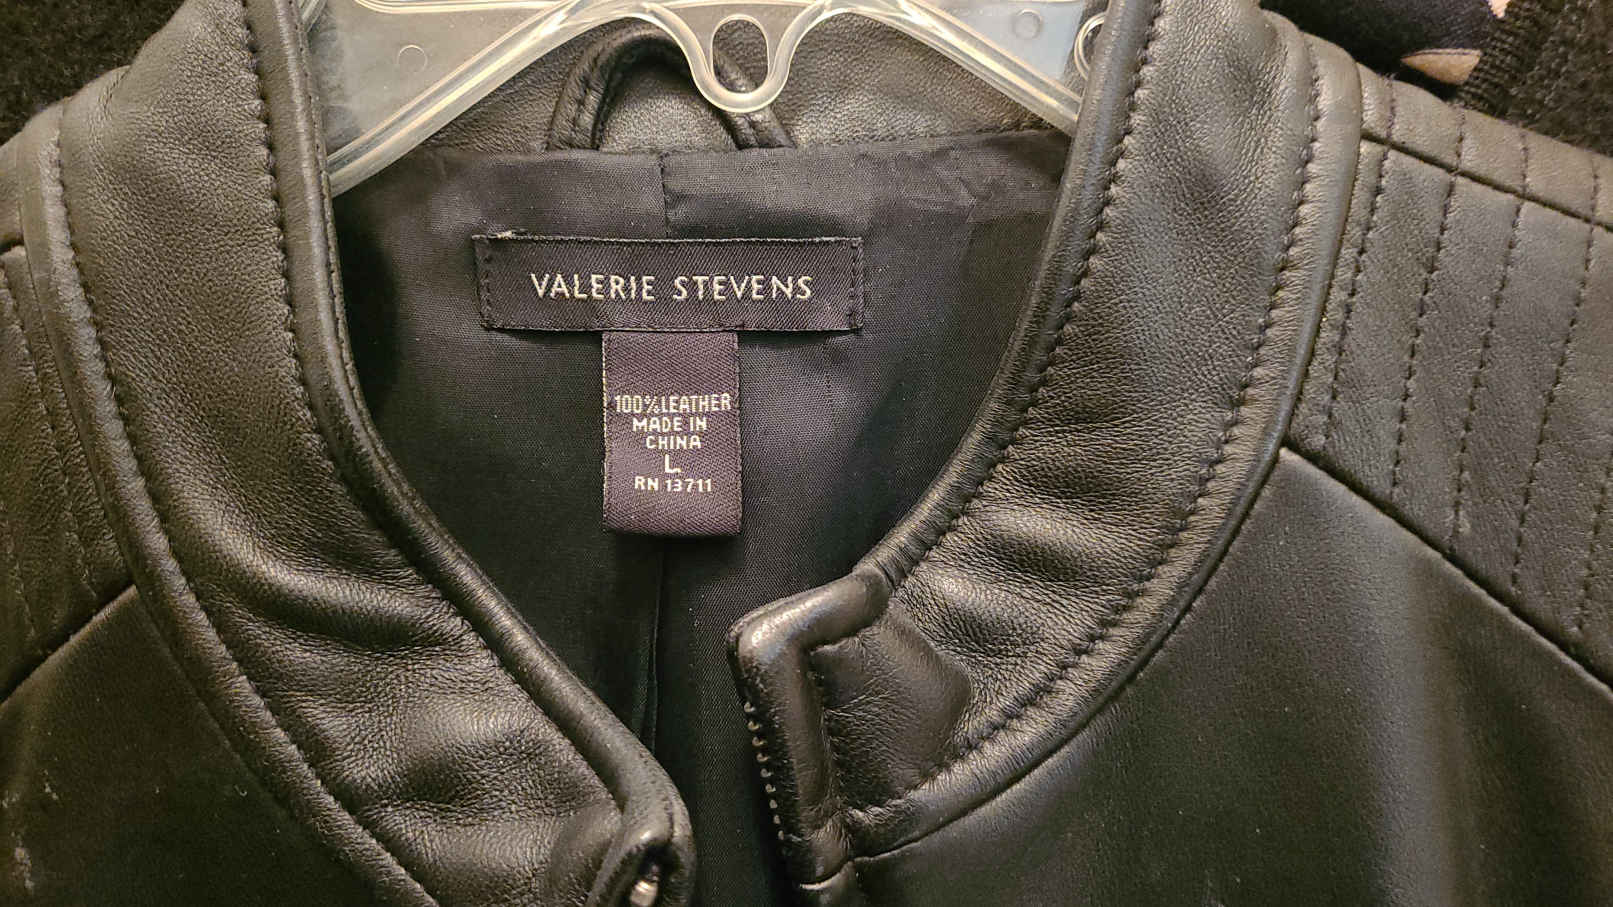 VALERIE STEVENS
100% LEATHER
MADE IN
CHINA
L
RN 13711